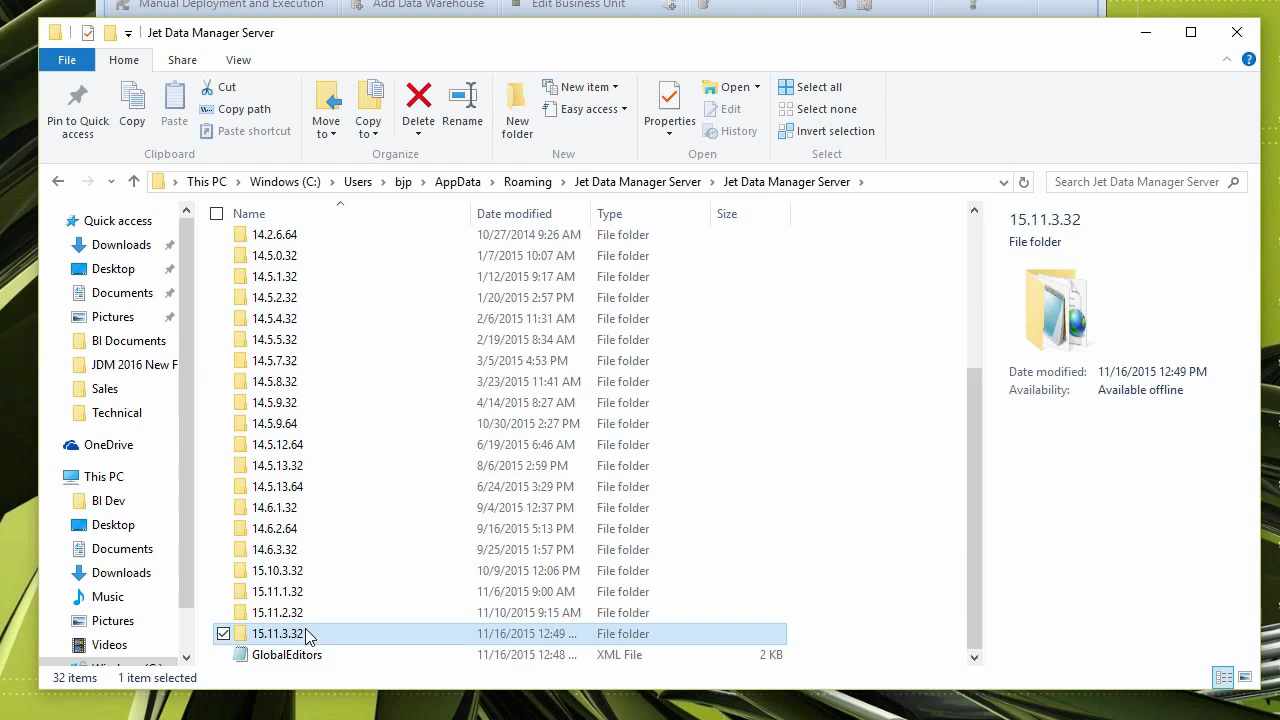 Manual Deployment and Execution Add Data Warehouse Edit Business Unit
Jet Data Manager Server
File Home Share View
Pin to Quick access
Copy
Paste
Cut
Copy path
Paste shortcut
Clipboard
Move to
Copy to
Delete
Rename
Organize
New folder
New item
Easy access
New
Properties
Open
Edit
History
Open
Select all
Select none
Invert selection
Select
This PC Windows (C:) Users bjp AppData Roaming Jet Data Manager Server Jet Data Manager Server
Search Jet Data Manager Server
Quick access
Downloads
Desktop
Documents
Pictures
BI Documents
JDM 2016 New F
Sales
Technical
OneDrive
This PC
BI Dev
Desktop
Documents
Downloads
Music
Pictures
Videos
Windows (C:)
Name Date modified Type Size
14.2.6.64 10/27/2014 9:26 AM File folder
14.5.0.32 1/7/2015 10:07 AM File folder
14.5.1.32 1/12/2015 9:17 AM File folder
14.5.2.32 1/20/2015 2:57 PM File folder
14.5.4.32 2/6/2015 11:31 AM File folder
14.5.5.32 2/19/2015 8:34 AM File folder
14.5.7.32 3/5/2015 4:53 PM File folder
14.5.8.32 3/23/2015 11:41 AM File folder
14.5.9.32 4/14/2015 8:27 AM File folder
14.5.9.64 10/30/2015 2:27 PM File folder
14.5.12.64 6/19/2015 6:46 AM File folder
14.5.13.32 8/6/2015 2:59 PM File folder
14.5.13.64 6/24/2015 3:29 PM File folder
14.6.1.32 9/4/2015 12:37 PM File folder
14.6.2.64 9/16/2015 5:13 PM File folder
14.6.3.32 9/25/2015 1:57 PM File folder
15.10.3.32 10/9/2015 12:06 PM File folder
15.11.1.32 11/6/2015 9:00 AM File folder
15.11.2.32 11/10/2015 9:15 AM File folder
15.11.3.32 11/16/2015 12:49 ... File folder
GlobalEditors 11/16/2015 12:48 ... XML File 2 KB
15.11.3.32
File folder
Date modified: 11/16/2015 12:49 PM
Availability: Available offline
32 items 1 item selected